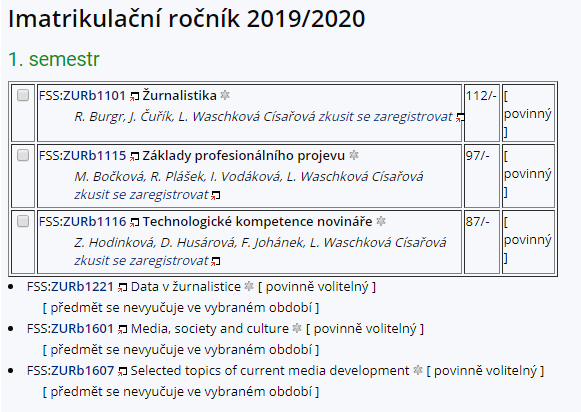 Imatrikulační ročník 2019/2020
1. semestr
FSS:ZURb1101 Žurnalistika 112/- [ povinný ]
R. Burgr, J. Čuřík, L. Waschková Císařová zkusit se zaregistrovat
FSS:ZURb1115 Základy profesionálního projevu 97/- [ povinný ]
M. Bočková, R. Plášek, I. Vodáková, L. Waschková Císařová
zkusit se zaregistrovat
FSS:ZURb1116 Technologické kompetence novináře 87/- [ povinný ]
Z. Hodinková, D. Husárová, F. Johánek, L. Waschková Císařová
zkusit se zaregistrovat
FSS:ZURb1221 Data v žurnalistice [ povinně volitelný ]
[ předmět se nevyučuje ve vybraném období ]
FSS:ZURb1601 Media, society and culture [ povinně volitelný ]
[ předmět se nevyučuje ve vybraném období ]
FSS:ZURb1607 Selected topics of current media development [ povinně volitelný ]
[ předmět se nevyučuje ve vybraném období ]